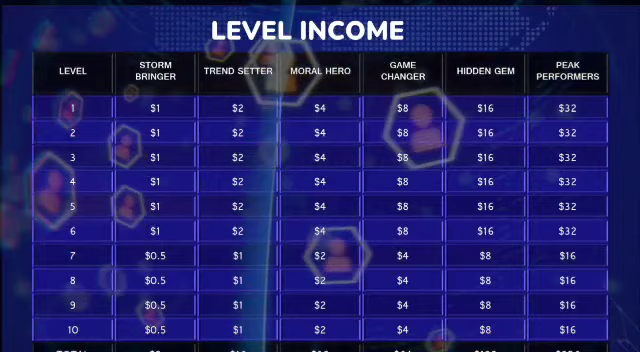 LEVEL INCOME
LEVEL STORM BRINGER TREND SETTER MORAL HERO GAME CHANGER HIDDEN GEM PEAK PERFORMERS
1 $1 $2 $4 $8 $16 $32
2 $1 $2 $4 $8 $16 $32
3 $1 $2 $4 $8 $16 $32
4 $1 $2 $4 $8 $16 $32
5 $1 $2 $4 $8 $16 $32
6 $1 $2 $4 $8 $16 $32
7 $0.5 $1 $2 $4 $8 $16
8 $0.5 $1 $2 $4 $8 $16
9 $0.5 $1 $2 $4 $8 $16
10 $0.5 $1 $2 $4 $8 $16